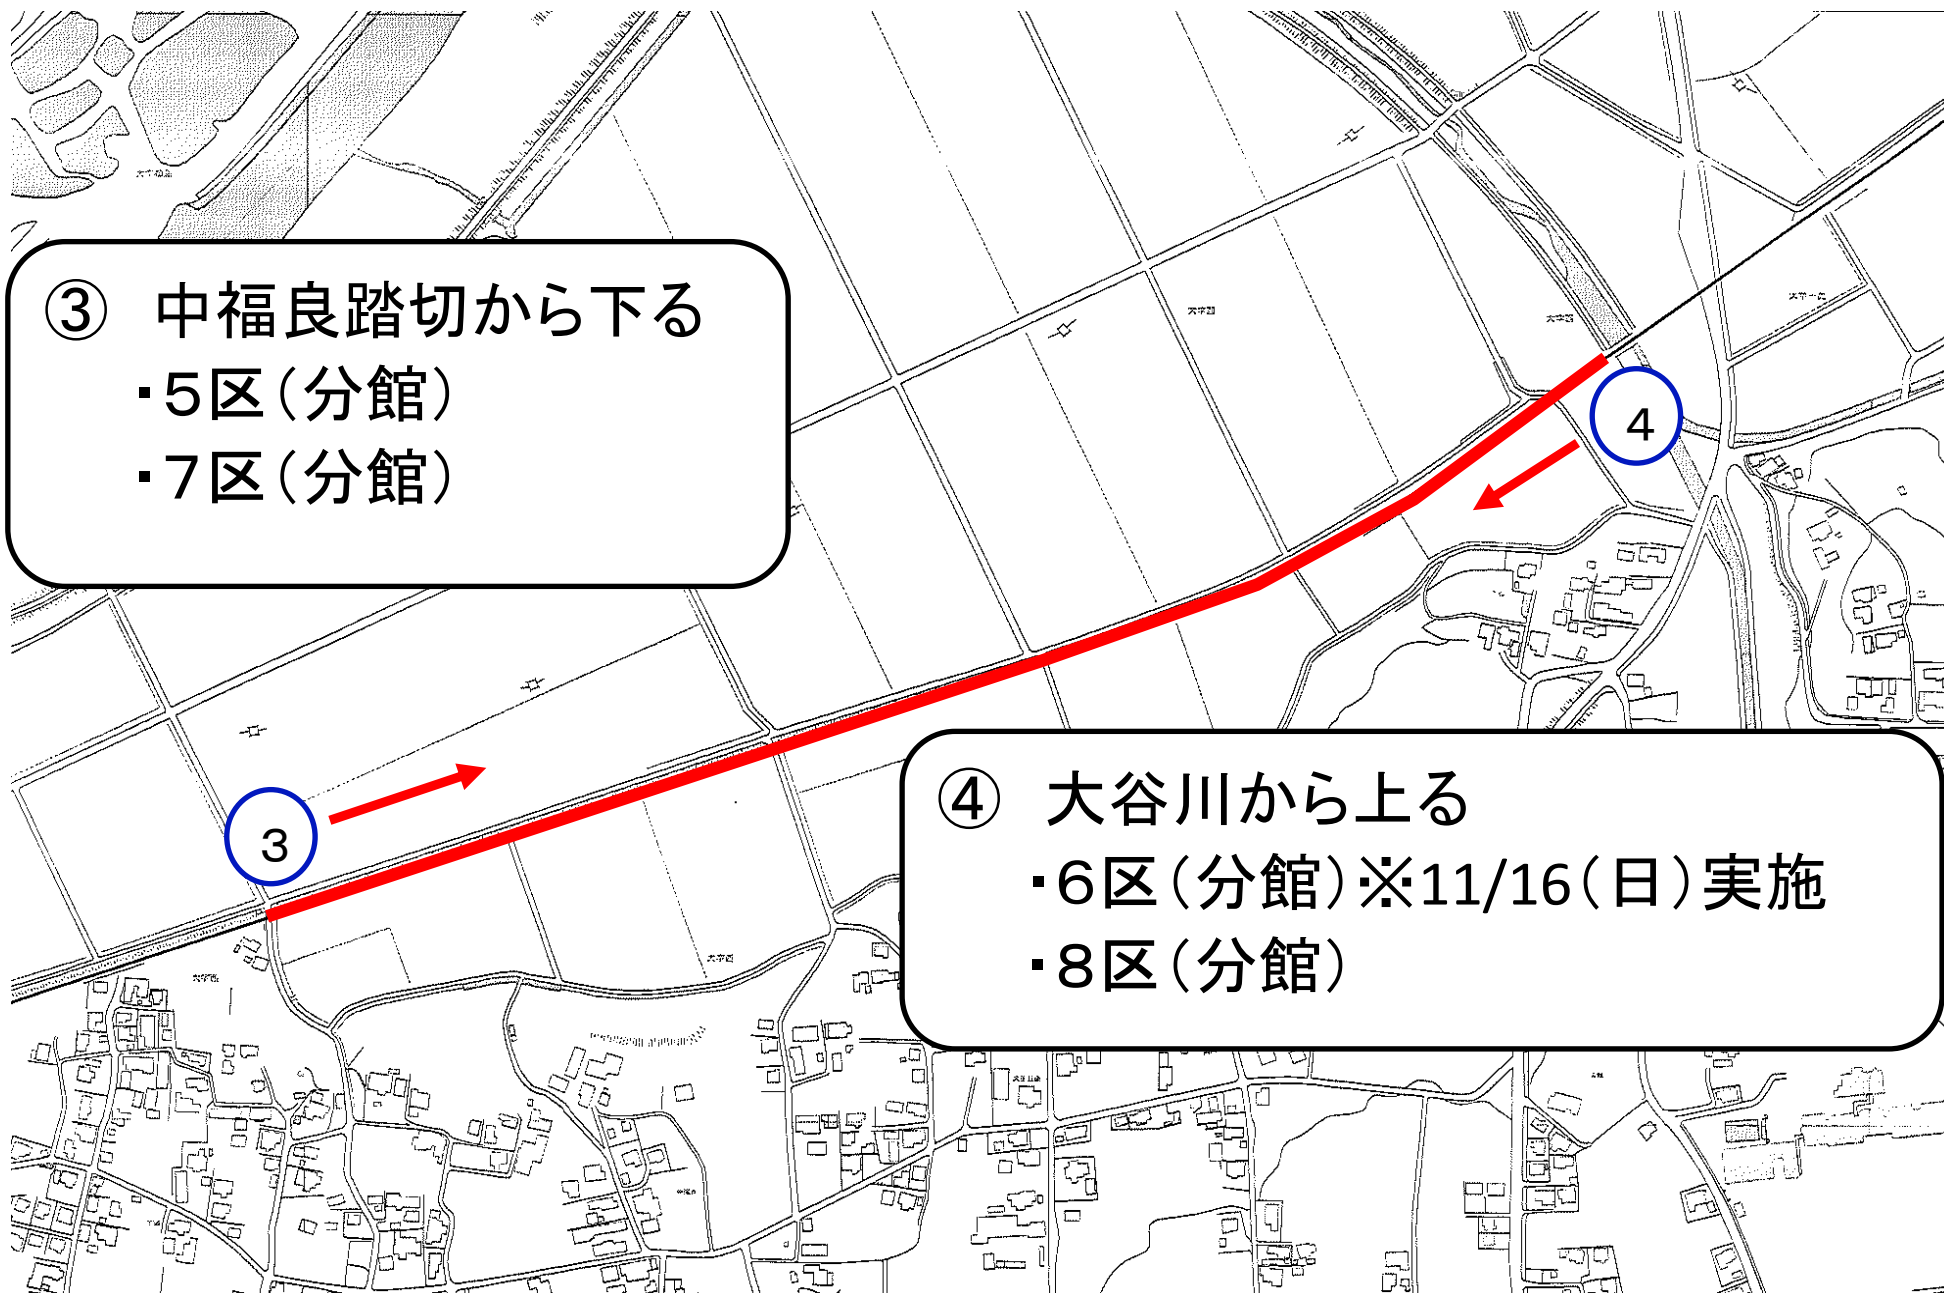 ③ 中福良踏切から下る
・5区(分館)
・7区(分館)
4
3
④ 大谷川から上る
・6区(分館)※11/16(日)実施
・8区(分館)